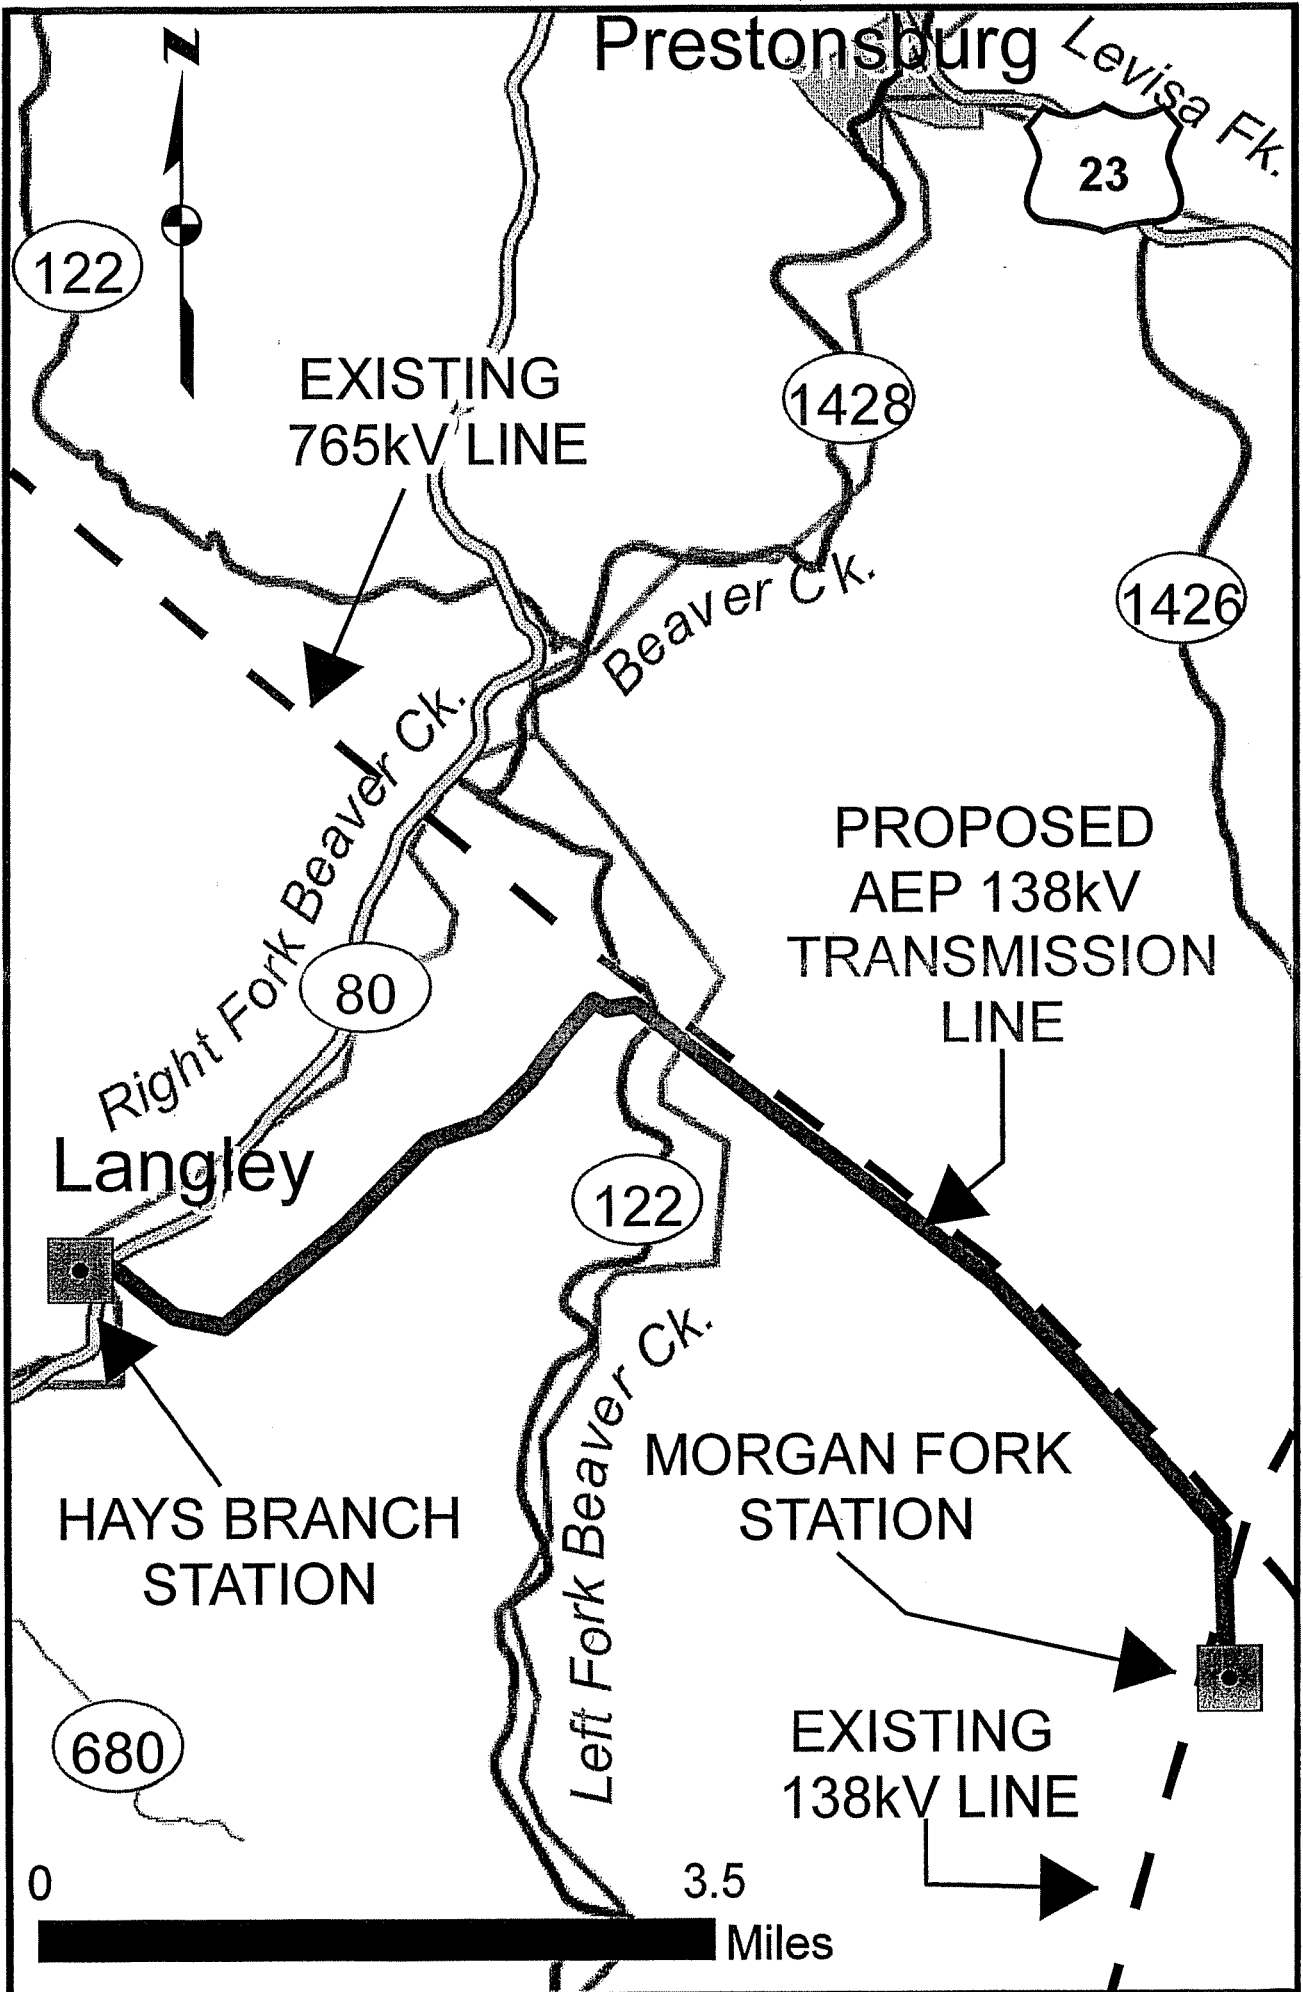 Prestonsburg
Levisa Fk.
N
23
122
EXISTING
765kV LINE
1428
1426
Beaver Ck.
Right Fork Beaver Ck.
PROPOSED
AEP 138kV
TRANSMISSION
LINE
80
Langley
122
Left Fork Beaver Ck.
MORGAN FORK
STATION
HAYS BRANCH
STATION
680
EXISTING
138kV LINE
0
3.5
Miles